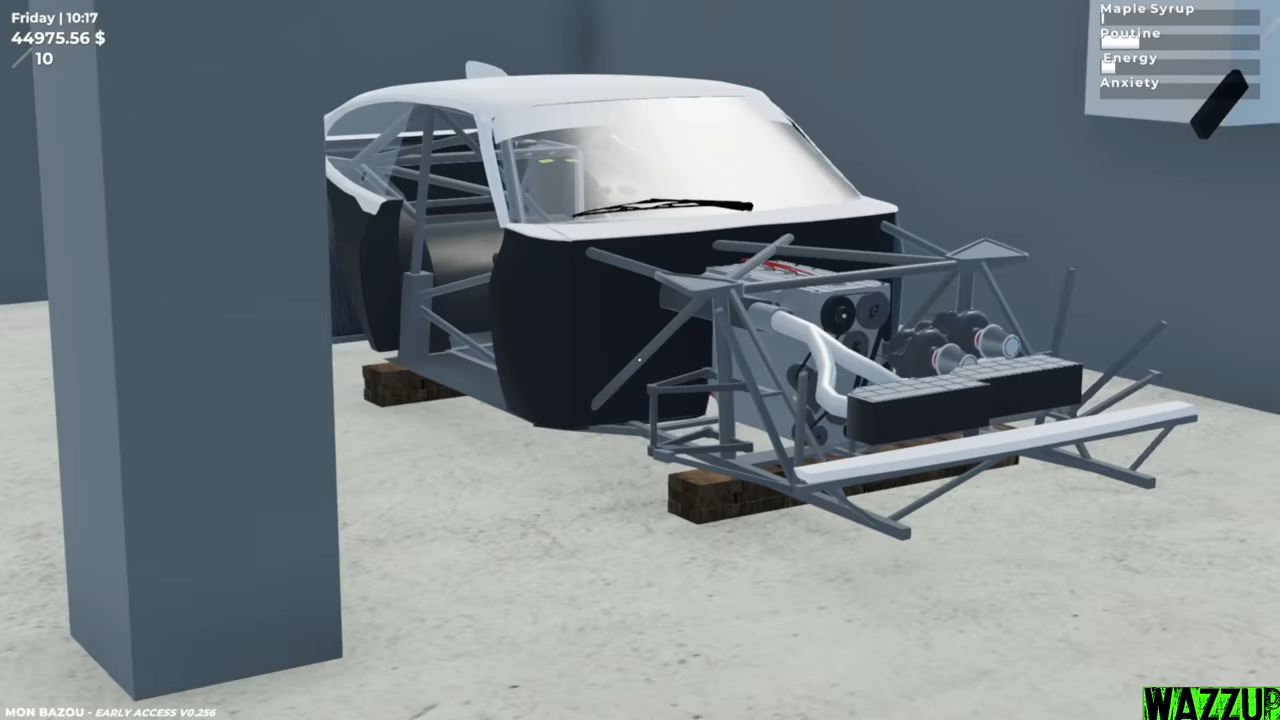 Friday | 10:17
44975.56 $
10
Maple Syrup
Poutine
Energy
Anxiety
MON BAZOU - EARLY ACCESS V0.256
WAZZUP